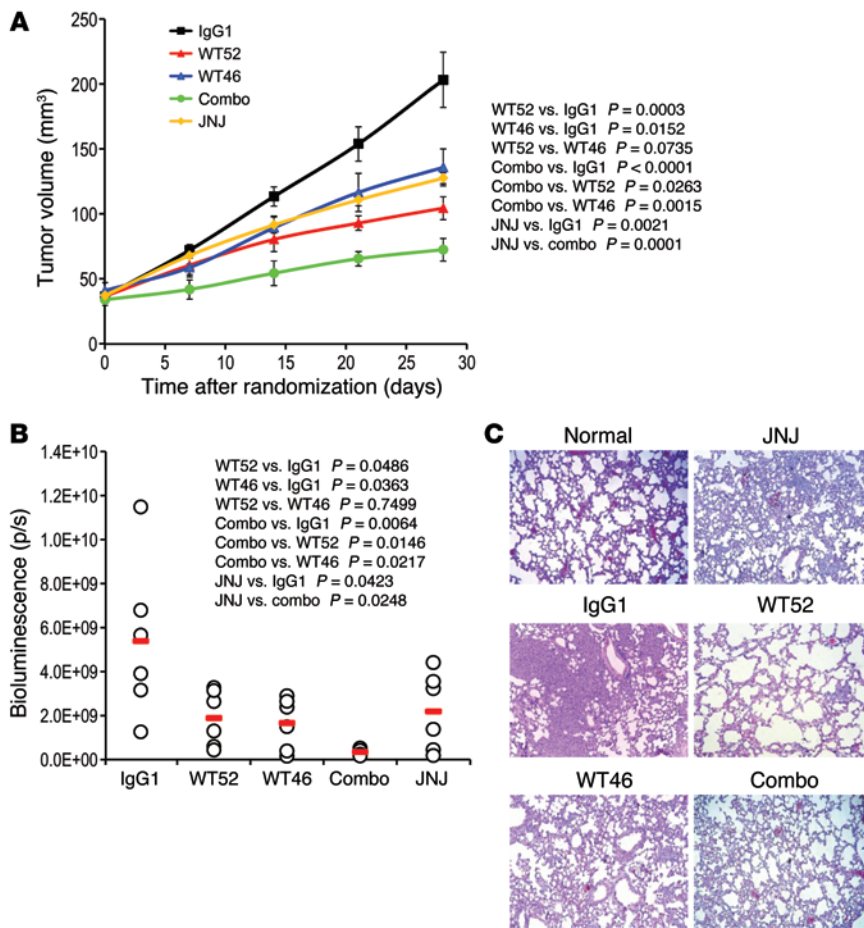 A
250
200
150
100
50
0
Tumor volume (mm³)
IgG1
WT52
WT46
Combo
JNJ
0 5 10 15 20 25 30
Time after randomization (days)
WT52 vs. IgG1 P = 0.0003
WT46 vs. IgG1 P = 0.0152
WT52 vs. WT46 P = 0.0735
Combo vs. IgG1 P < 0.0001
Combo vs. WT52 P = 0.0263
Combo vs. WT46 P = 0.0015
JNJ vs. IgG1 P = 0.0021
JNJ vs. combo P = 0.0001
B
1.4E+10
1.2E+10
1.0E+10
8.0E+09
6.0E+09
4.0E+09
2.0E+09
0.0E+00
Bioluminescence (p/s)
WT52 vs. IgG1 P = 0.0486
WT46 vs. IgG1 P = 0.0363
WT52 vs. WT46 P = 0.7499
Combo vs. IgG1 P = 0.0064
Combo vs. WT52 P = 0.0146
Combo vs. WT46 P = 0.0217
JNJ vs. IgG1 P = 0.0423
JNJ vs. combo P = 0.0248
IgG1 WT52 WT46 Combo JNJ
C
Normal JNJ
IgG1 WT52
WT46 Combo